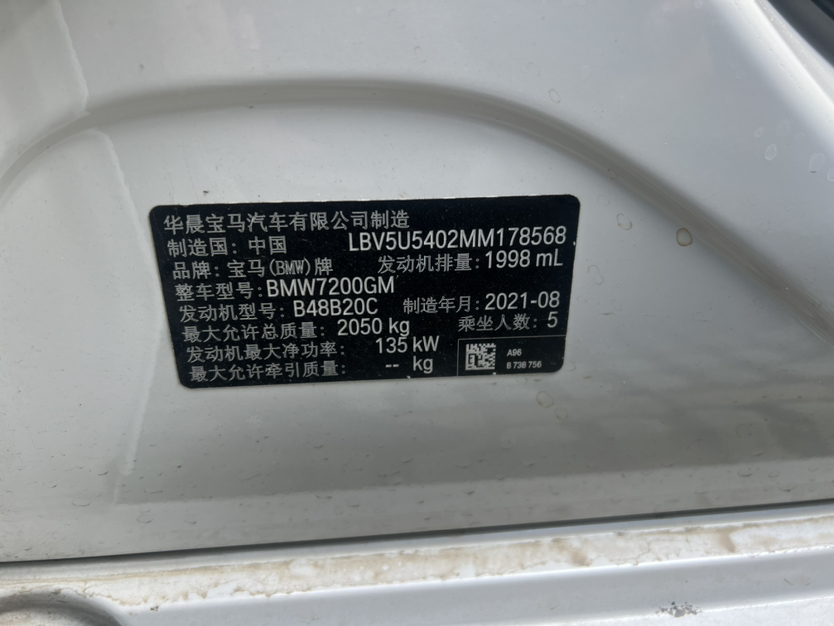 华晨宝马汽车有限公司制造
制造国: 中国 LBV5U5402MM178568
品牌: 宝马(BMW)牌 发动机排量: 1998 mL
整车型号: BMW7200GM
发动机型号: B48B20C 制造年月: 2021-08
最大允许总质量: 2050 kg 乘坐人数: 5
发动机最大净功率: 135 kW
最大允许牵引质量: -- kg
A96
8 738 756